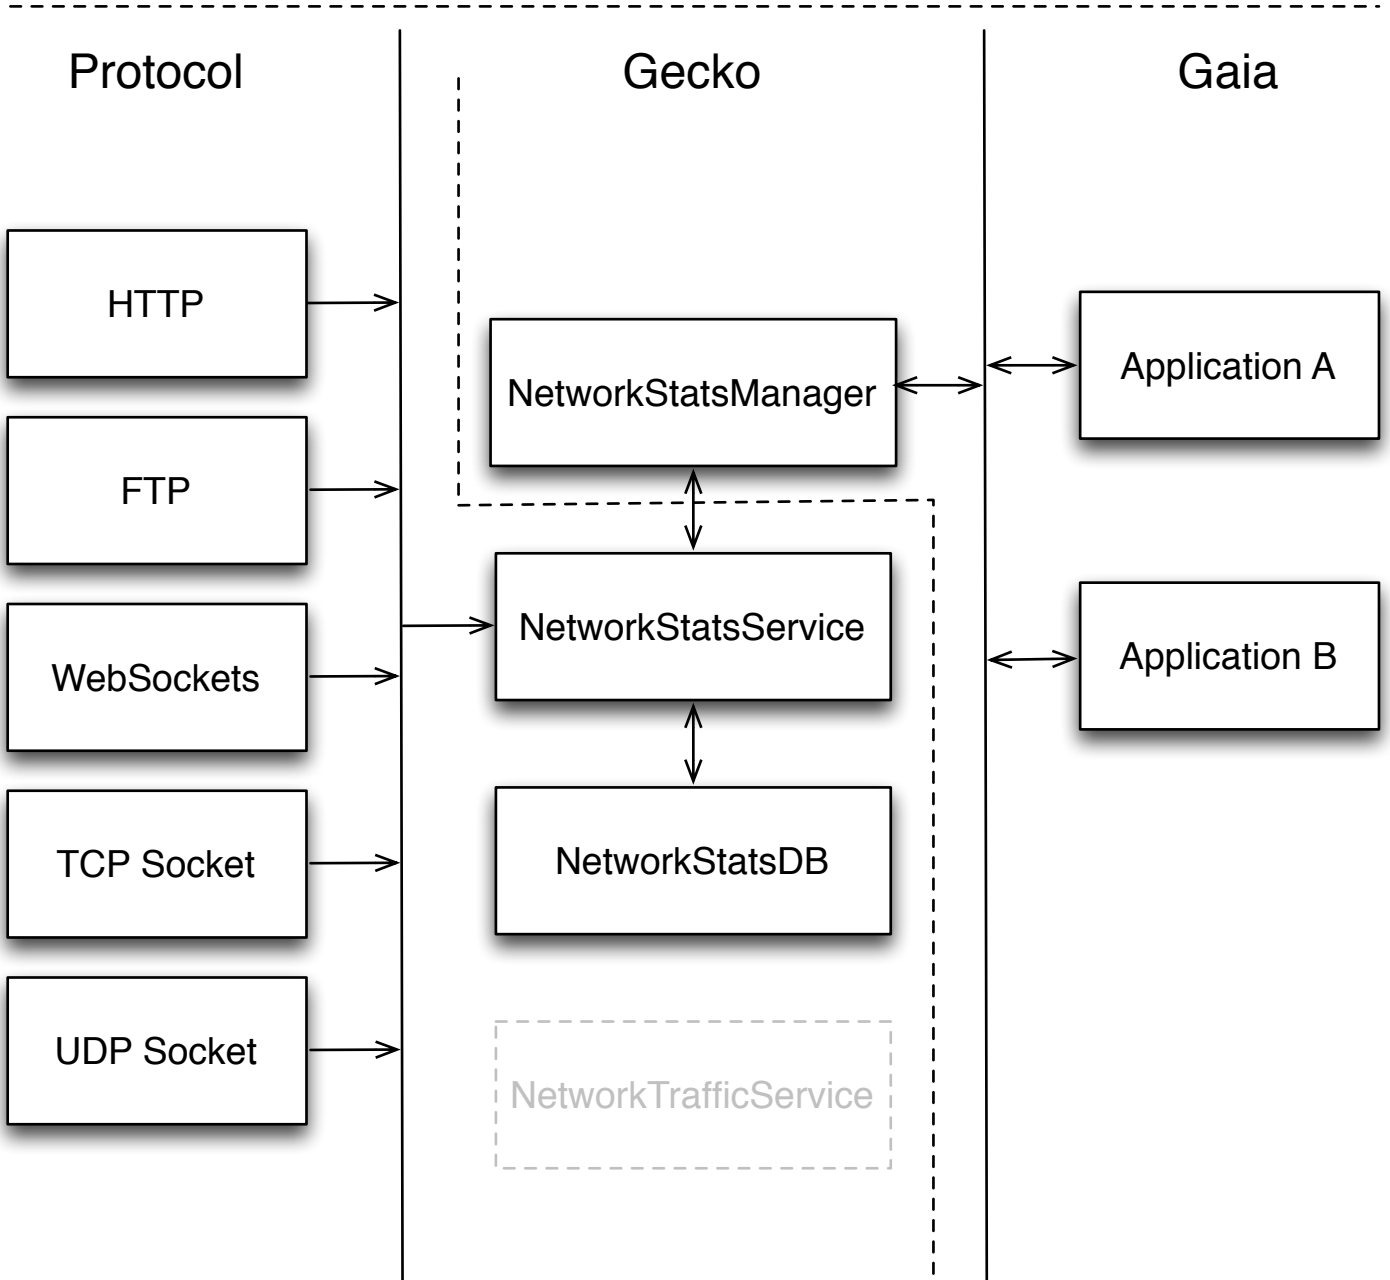 Protocol
Gecko
Gaia
HTTP
FTP
WebSockets
TCP Socket
UDP Socket
NetworkStatsManager
NetworkStatsService
NetworkStatsDB
NetworkTrafficService
Application A
Application B